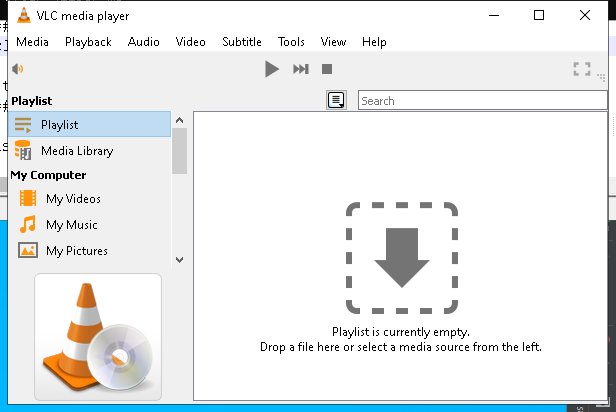 VLC media player
Media Playback Audio Video Subtitle Tools View Help
Playlist
Search
Playlist
Media Library
My Computer
My Videos
My Music
My Pictures
Playlist is currently empty.
Drop a file here or select a media source from the left.